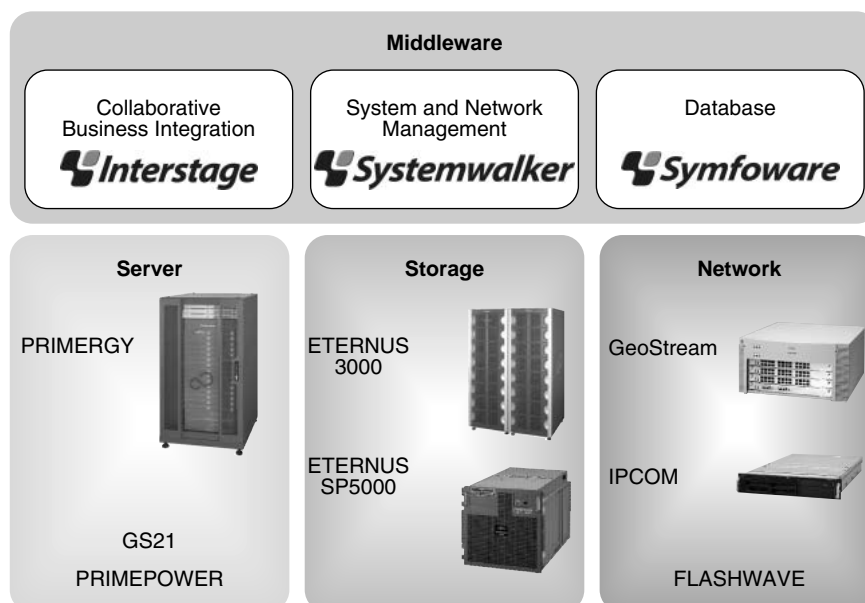 Middleware
Collaborative
Business Integration
Interstage
System and Network
Management
Systemwalker
Database
Symfoware
Server
PRIMERGY
GS21
PRIMEPOWER
Storage
ETERNUS
3000
ETERNUS
SP5000
Network
GeoStream
IPCOM
FLASHWAVE